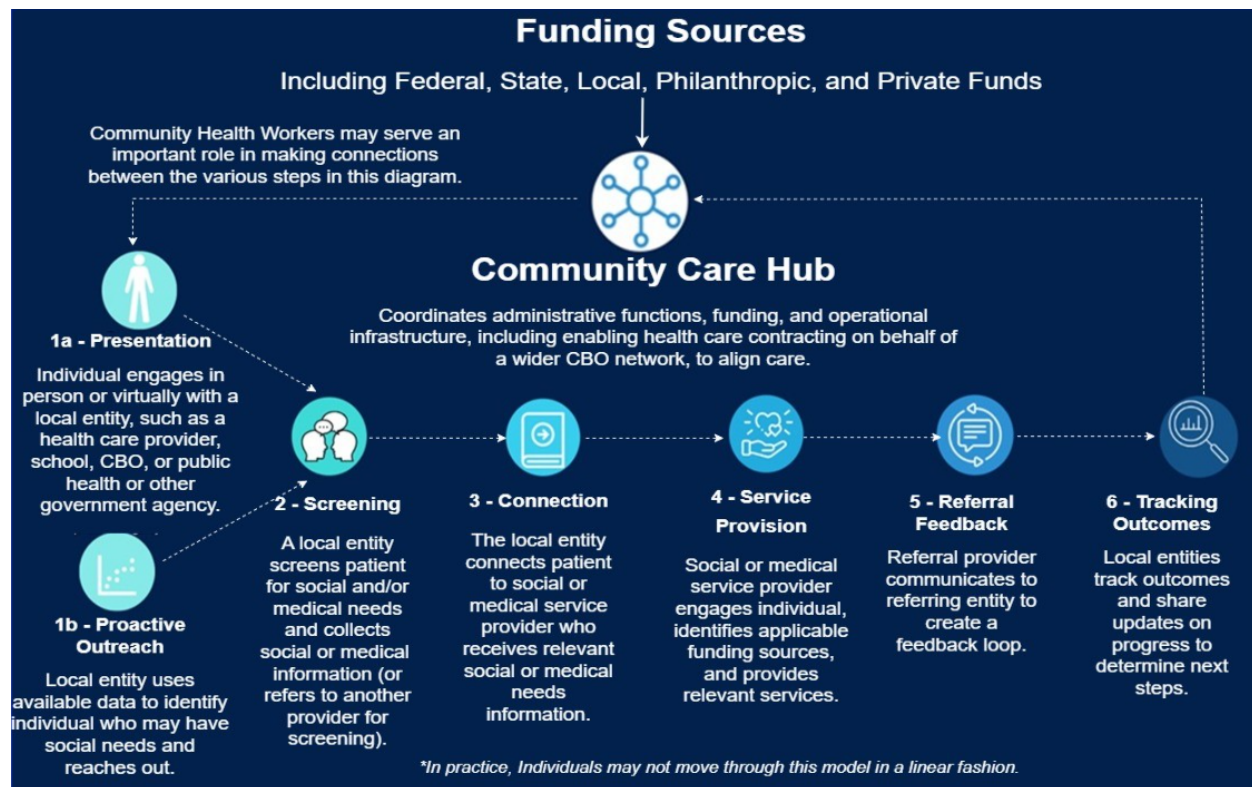 Funding Sources
Including Federal, State, Local, Philanthropic, and Private Funds
Community Health Workers may serve an
important role in making connections
between the various steps in this diagram.
Community Care Hub
Coordinates administrative functions, funding, and operational
infrastructure, including enabling health care contracting on behalf of
a wider CBO network, to align care.
1a - Presentation
Individual engages in
person or virtually with a
local entity, such as a
health care provider,
school, CBO, or public
health or other
government agency.
1b - Proactive
Outreach
Local entity uses
available data to identify
individual who may have
social needs and
reaches out.
2 - Screening
A local entity
screens patient
for social and/or
medical needs
and collects
social or medical
information (or
refers to another
provider for
screening).
3 - Connection
The local entity
connects patient
to social or
medical service
provider who
receives relevant
social or medical
needs
information.
4 - Service
Provision
Social or medical
service provider
engages individual,
identifies applicable
funding sources,
and provides
relevant services.
5 - Referral
Feedback
Referral provider
communicates to
referring entity to
create a
feedback loop.
6 - Tracking
Outcomes
Local entities
track outcomes
and share
updates on
progress to
determine next
steps.
*In practice, Individuals may not move through this model in a linear fashion.